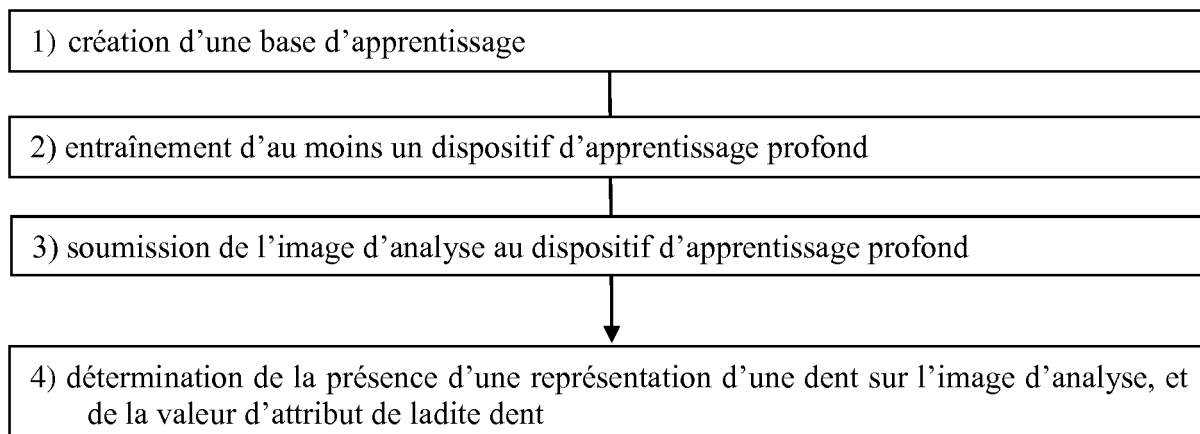 1) création d’une base d’apprentissage
2) entraînement d’au moins un dispositif d’apprentissage profond
3) soumission de l’image d’analyse au dispositif d’apprentissage profond
4) détermination de la présence d’une représentation d’une dent sur l’image d’analyse, et
de la valeur d’attribut de ladite dent